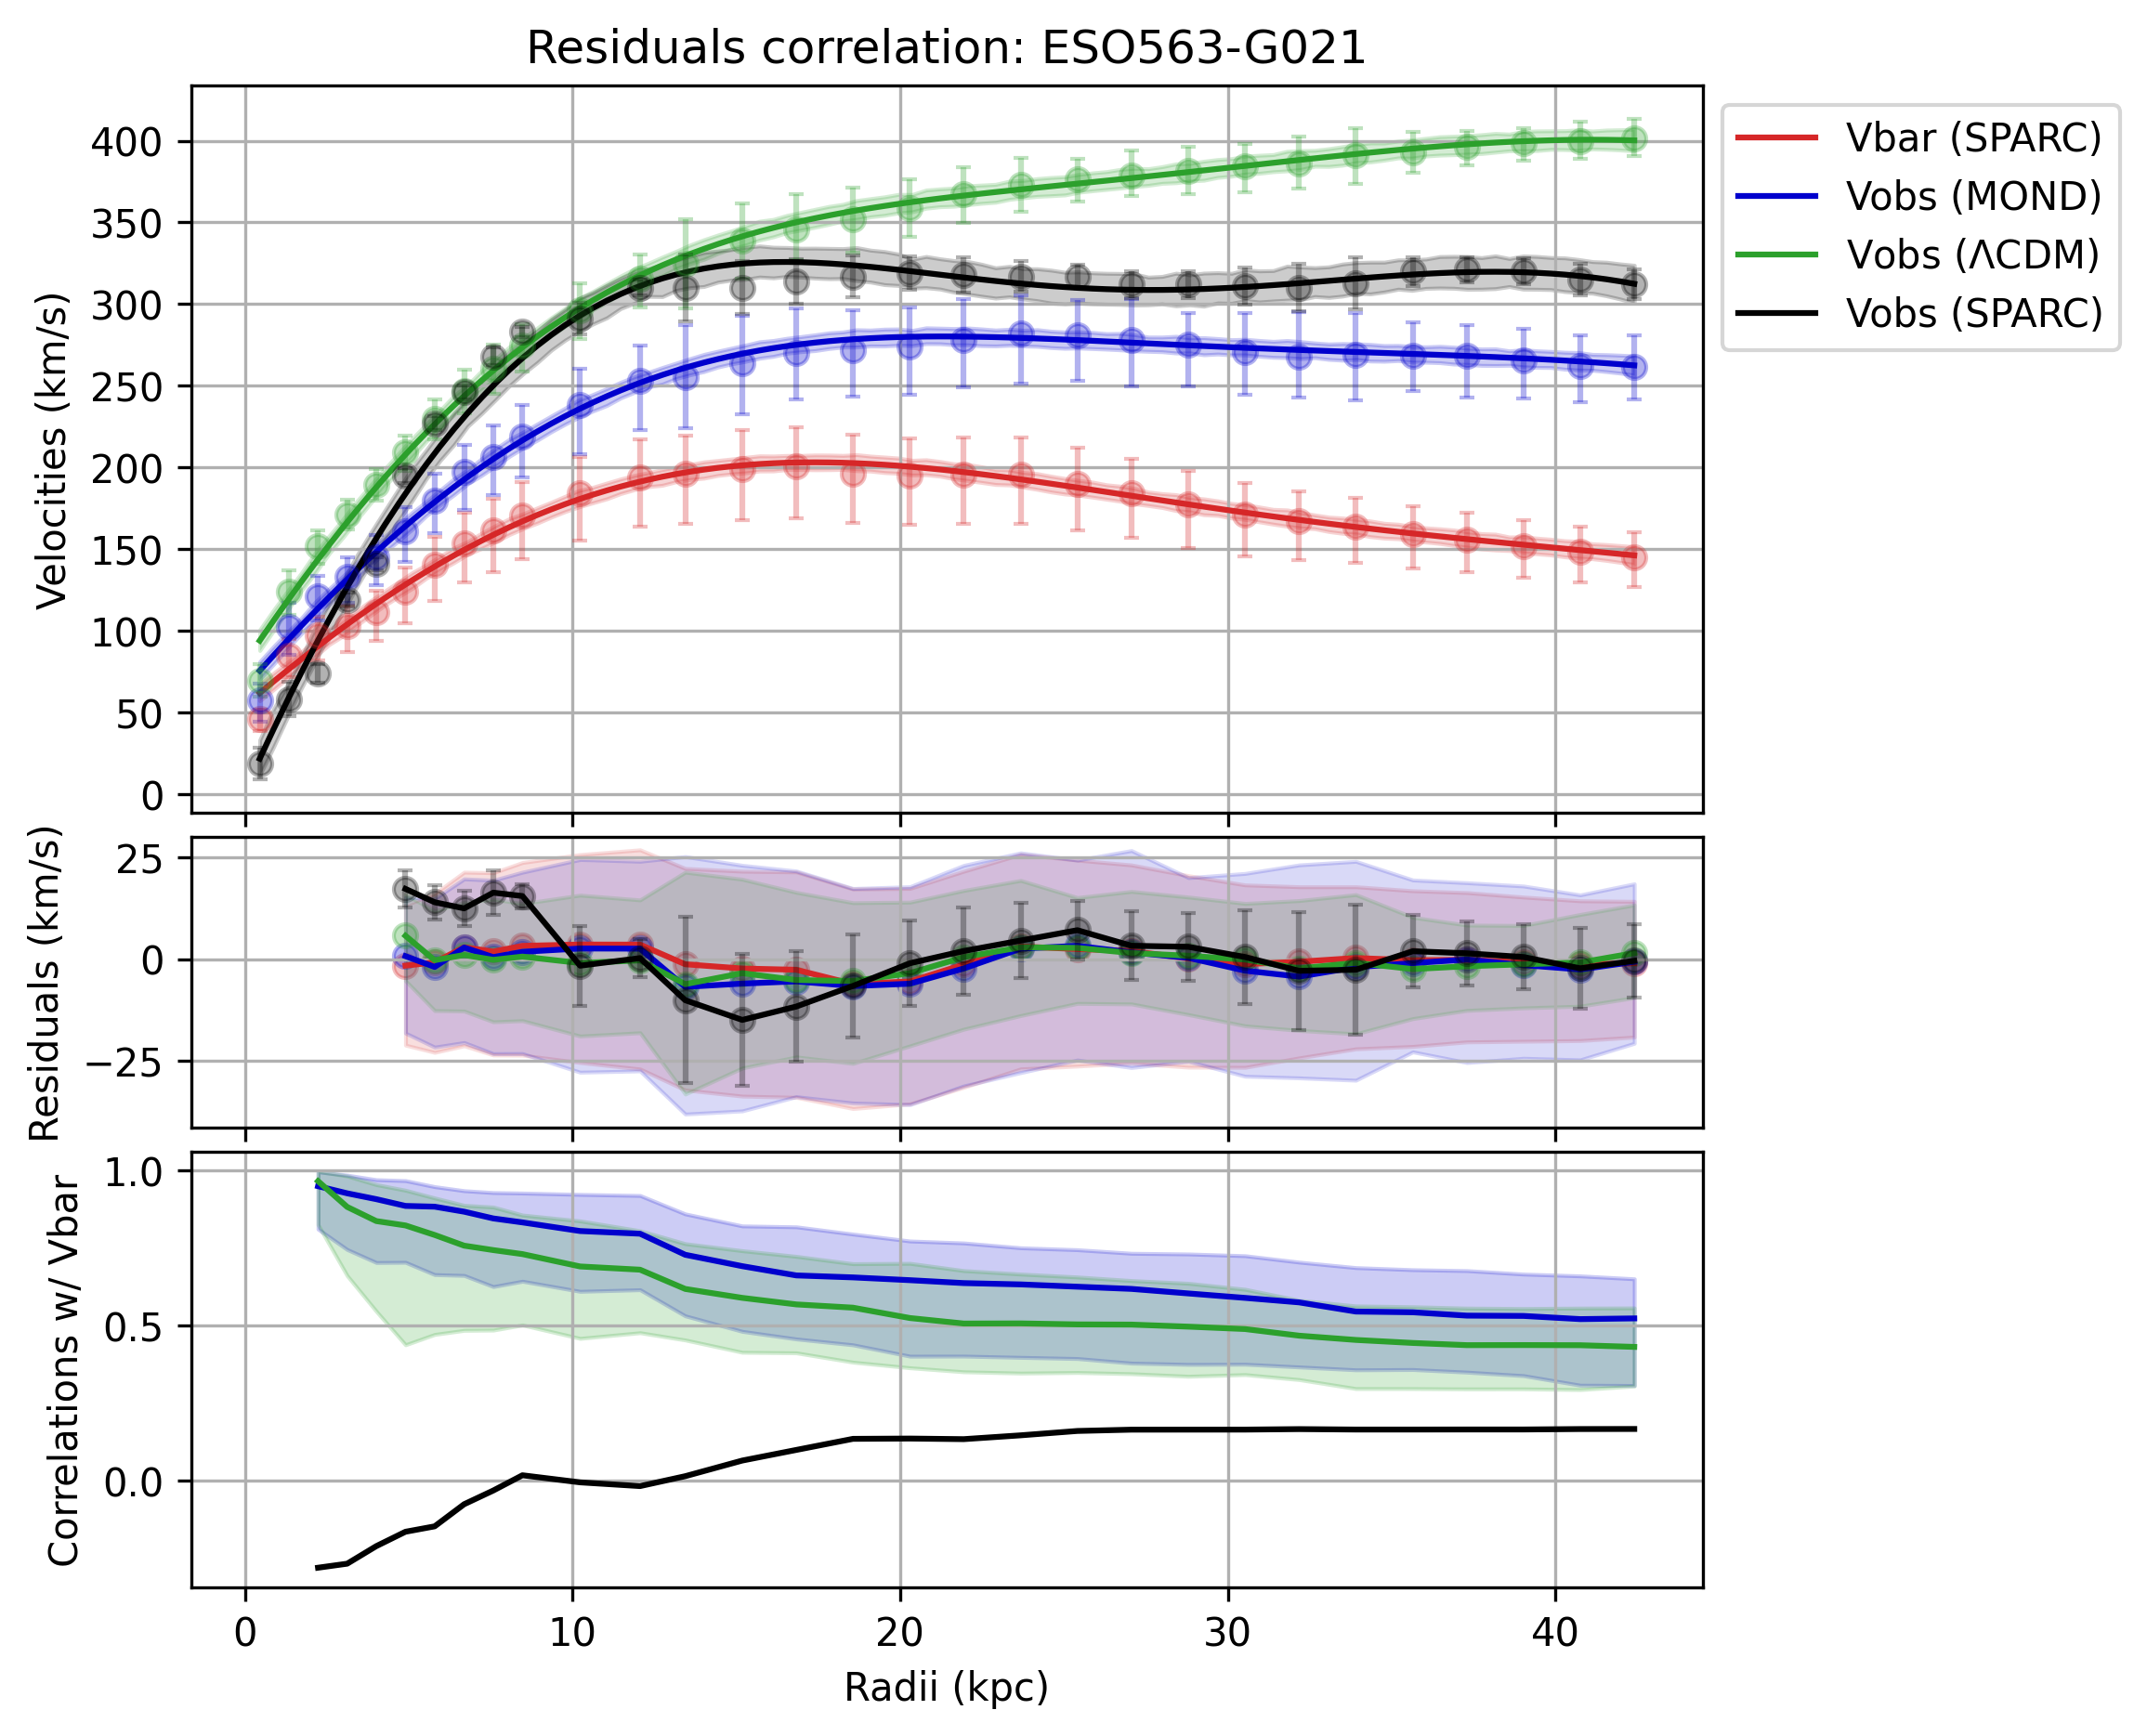 Residuals correlation: ESO563-G021
Velocities (km/s)
400
350
300
250
200
150
100
50
0
Vbar (SPARC)
Vobs (MOND)
Vobs (ΛCDM)
Vobs (SPARC)
Residuals (km/s)
25
0
−25
Correlations w/ Vbar
1.0
0.5
0.0
0 10 20 30 40
Radii (kpc)